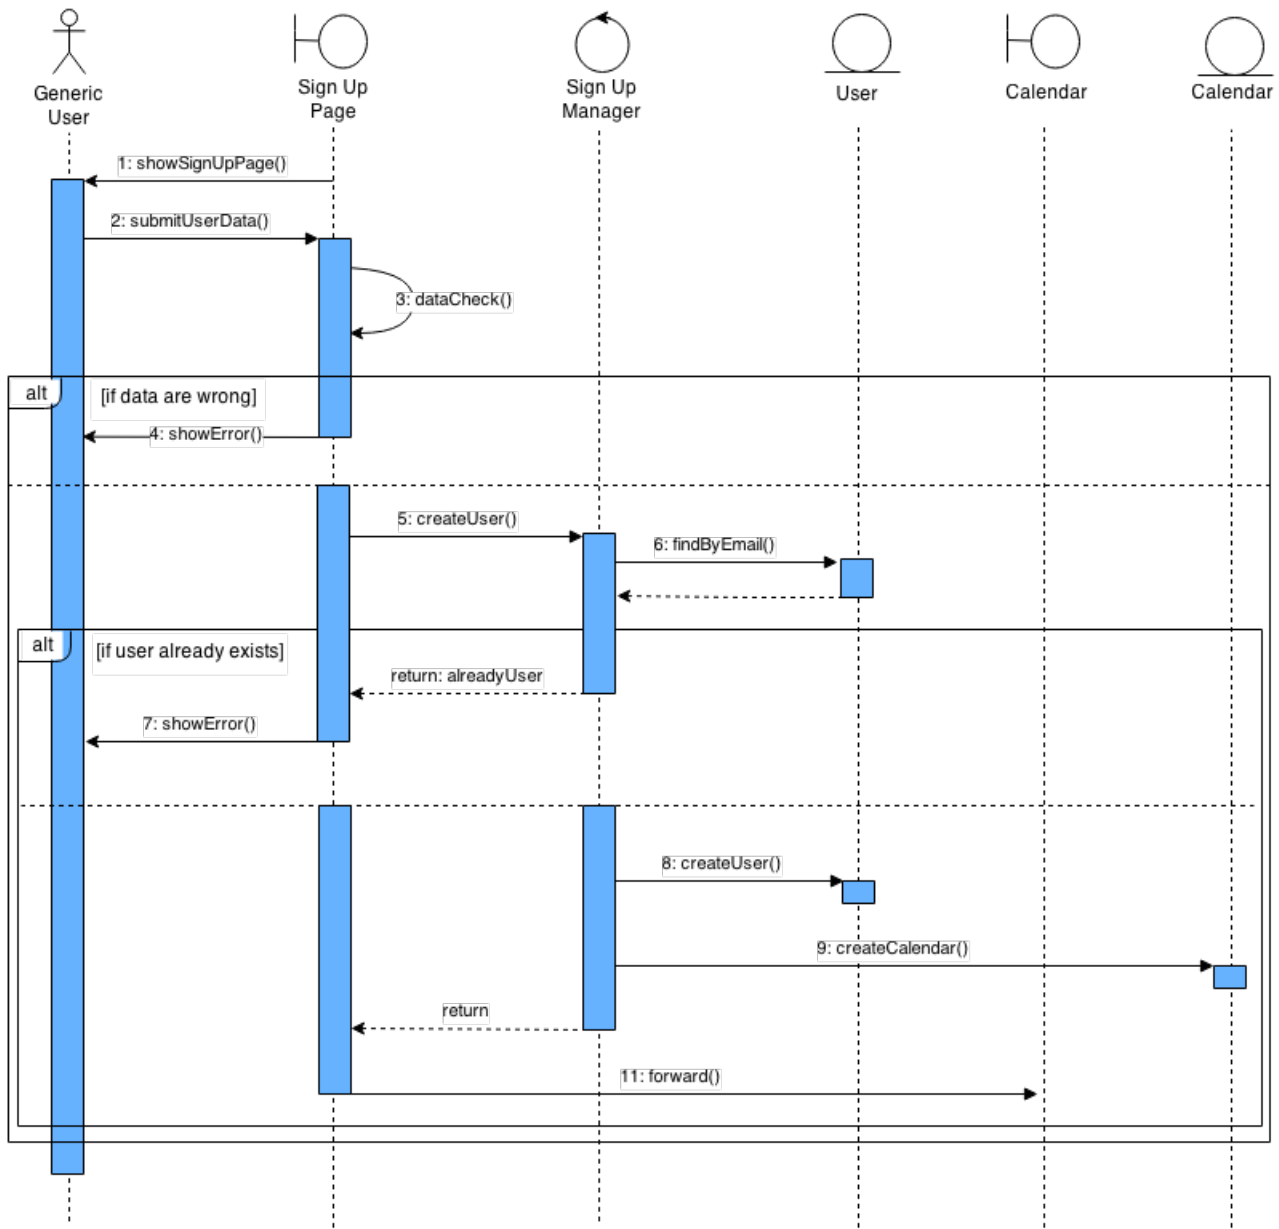 Generic
User
Sign Up
Page
Sign Up
Manager
User
Calendar
Calendar
1: showSignUpPage()
2: submitUserData()
3: dataCheck()
alt
[if data are wrong]
4: showError()
5: createUser()
6: findByEmail()
alt
[if user already exists]
return: alreadyUser
7: showError()
8: createUser()
9: createCalendar()
return
11: forward()